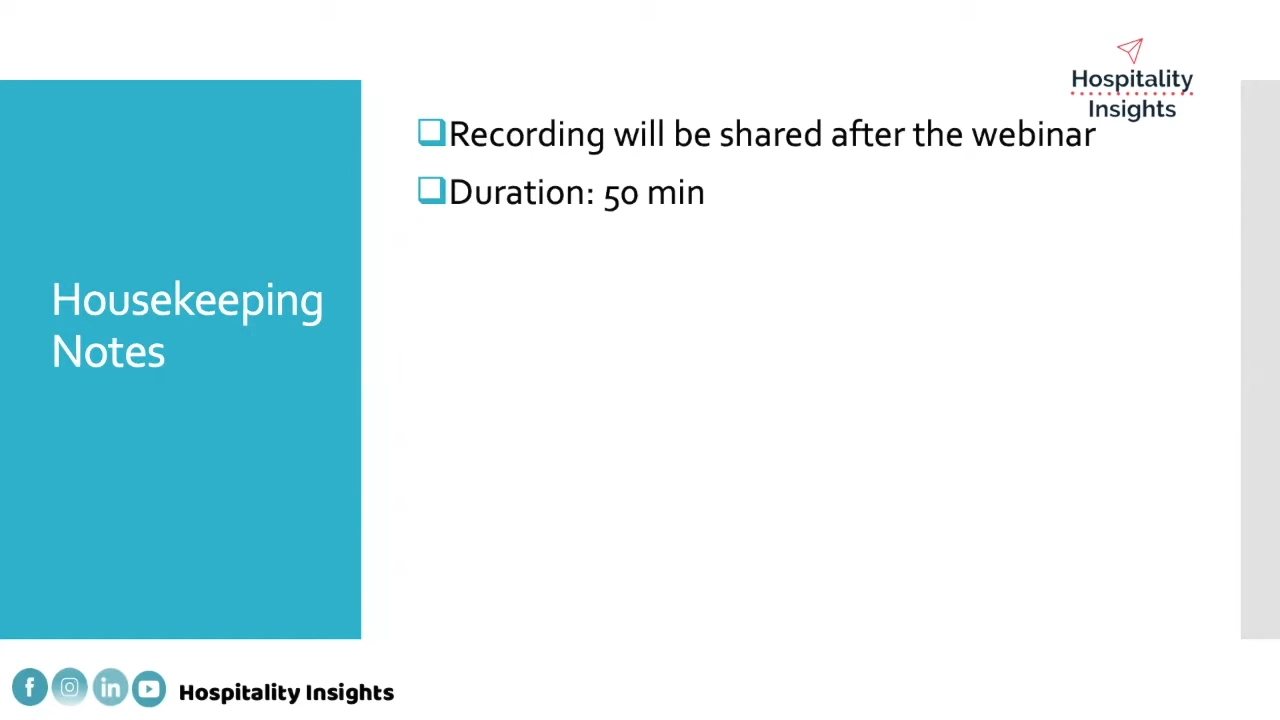 Hospitality
Insights
Recording will be shared after the webinar
Duration: 50 min
Housekeeping
Notes
Hospitality Insights